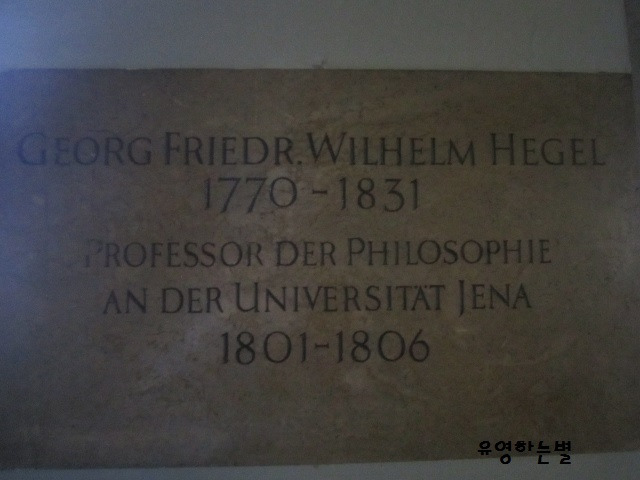 GEORG FRIEDR. WILHELM HEGEL
1770-1831
PROFESSOR DER PHILOSOPHIE
AN DER UNIVERSITÄT JENA
1801-1806
유영하는별